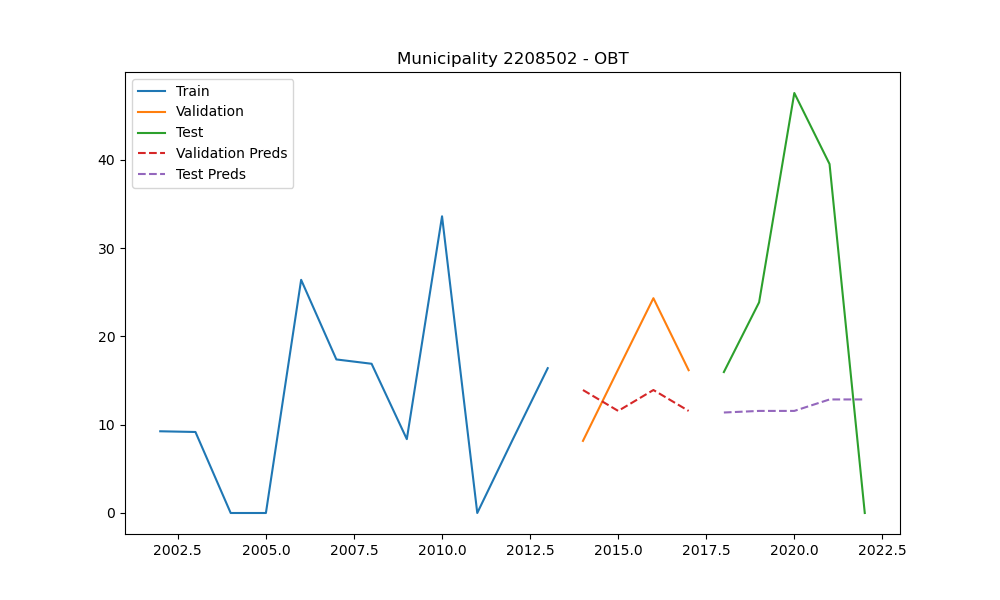 Municipality 2208502 - OBT
Train
Validation
Test
Validation Preds
Test Preds
40
30
20
10
0
2002.5 2005.0 2007.5 2010.0 2012.5 2015.0 2017.5 2020.0 2022.5